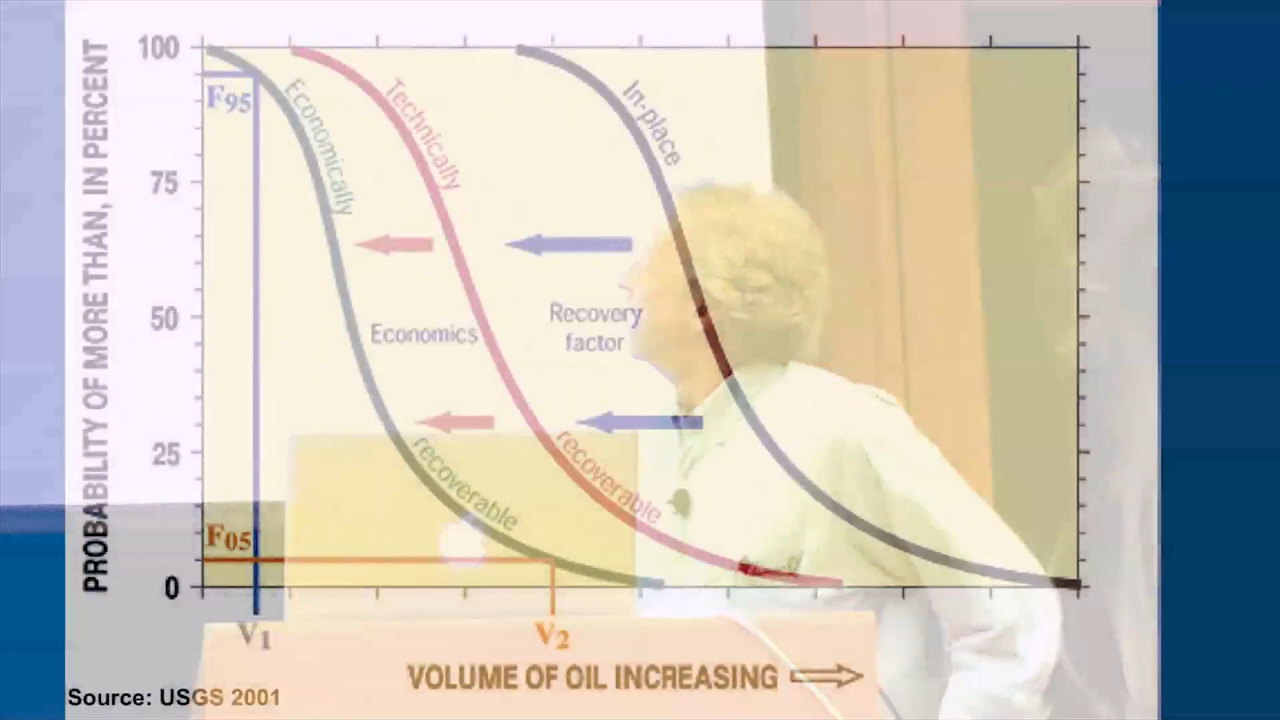 PROBABILITY OF MORE THAN, IN PERCENT
100
75
50
25
0
F95
F05
Economically
recoverable
Technically
recoverable
In-place
Economics
Recovery
factor
V1
V2
VOLUME OF OIL INCREASING
Source: USGS 2001